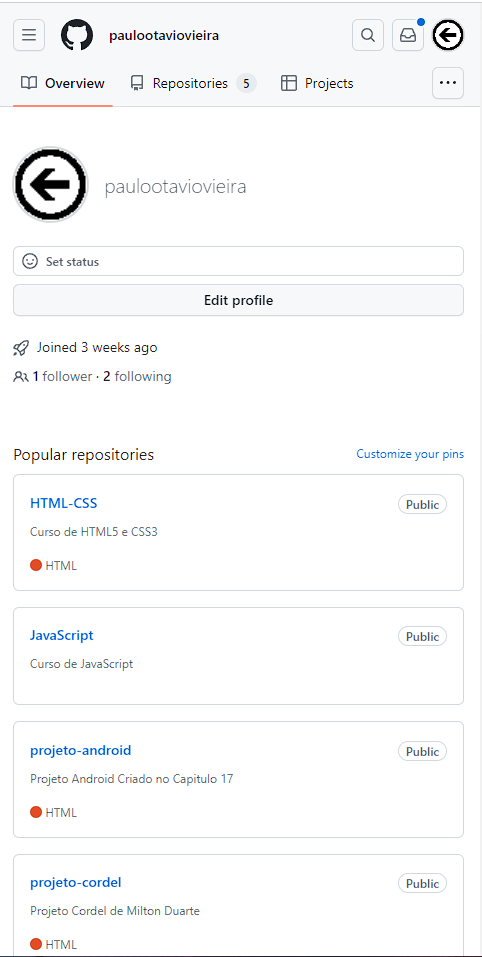 paulootaviovieira
Overview Repositories 5 Projects
paulootaviovieira
Set status
Edit profile
Joined 3 weeks ago
1 follower · 2 following
Popular repositories Customize your pins
HTML-CSS Public
Curso de HTML5 e CSS3
HTML
JavaScript Public
Curso de JavaScript
projeto-android Public
Projeto Android Criado no Capitulo 17
HTML
projeto-cordel Public
Projeto Cordel de Milton Duarte
HTML